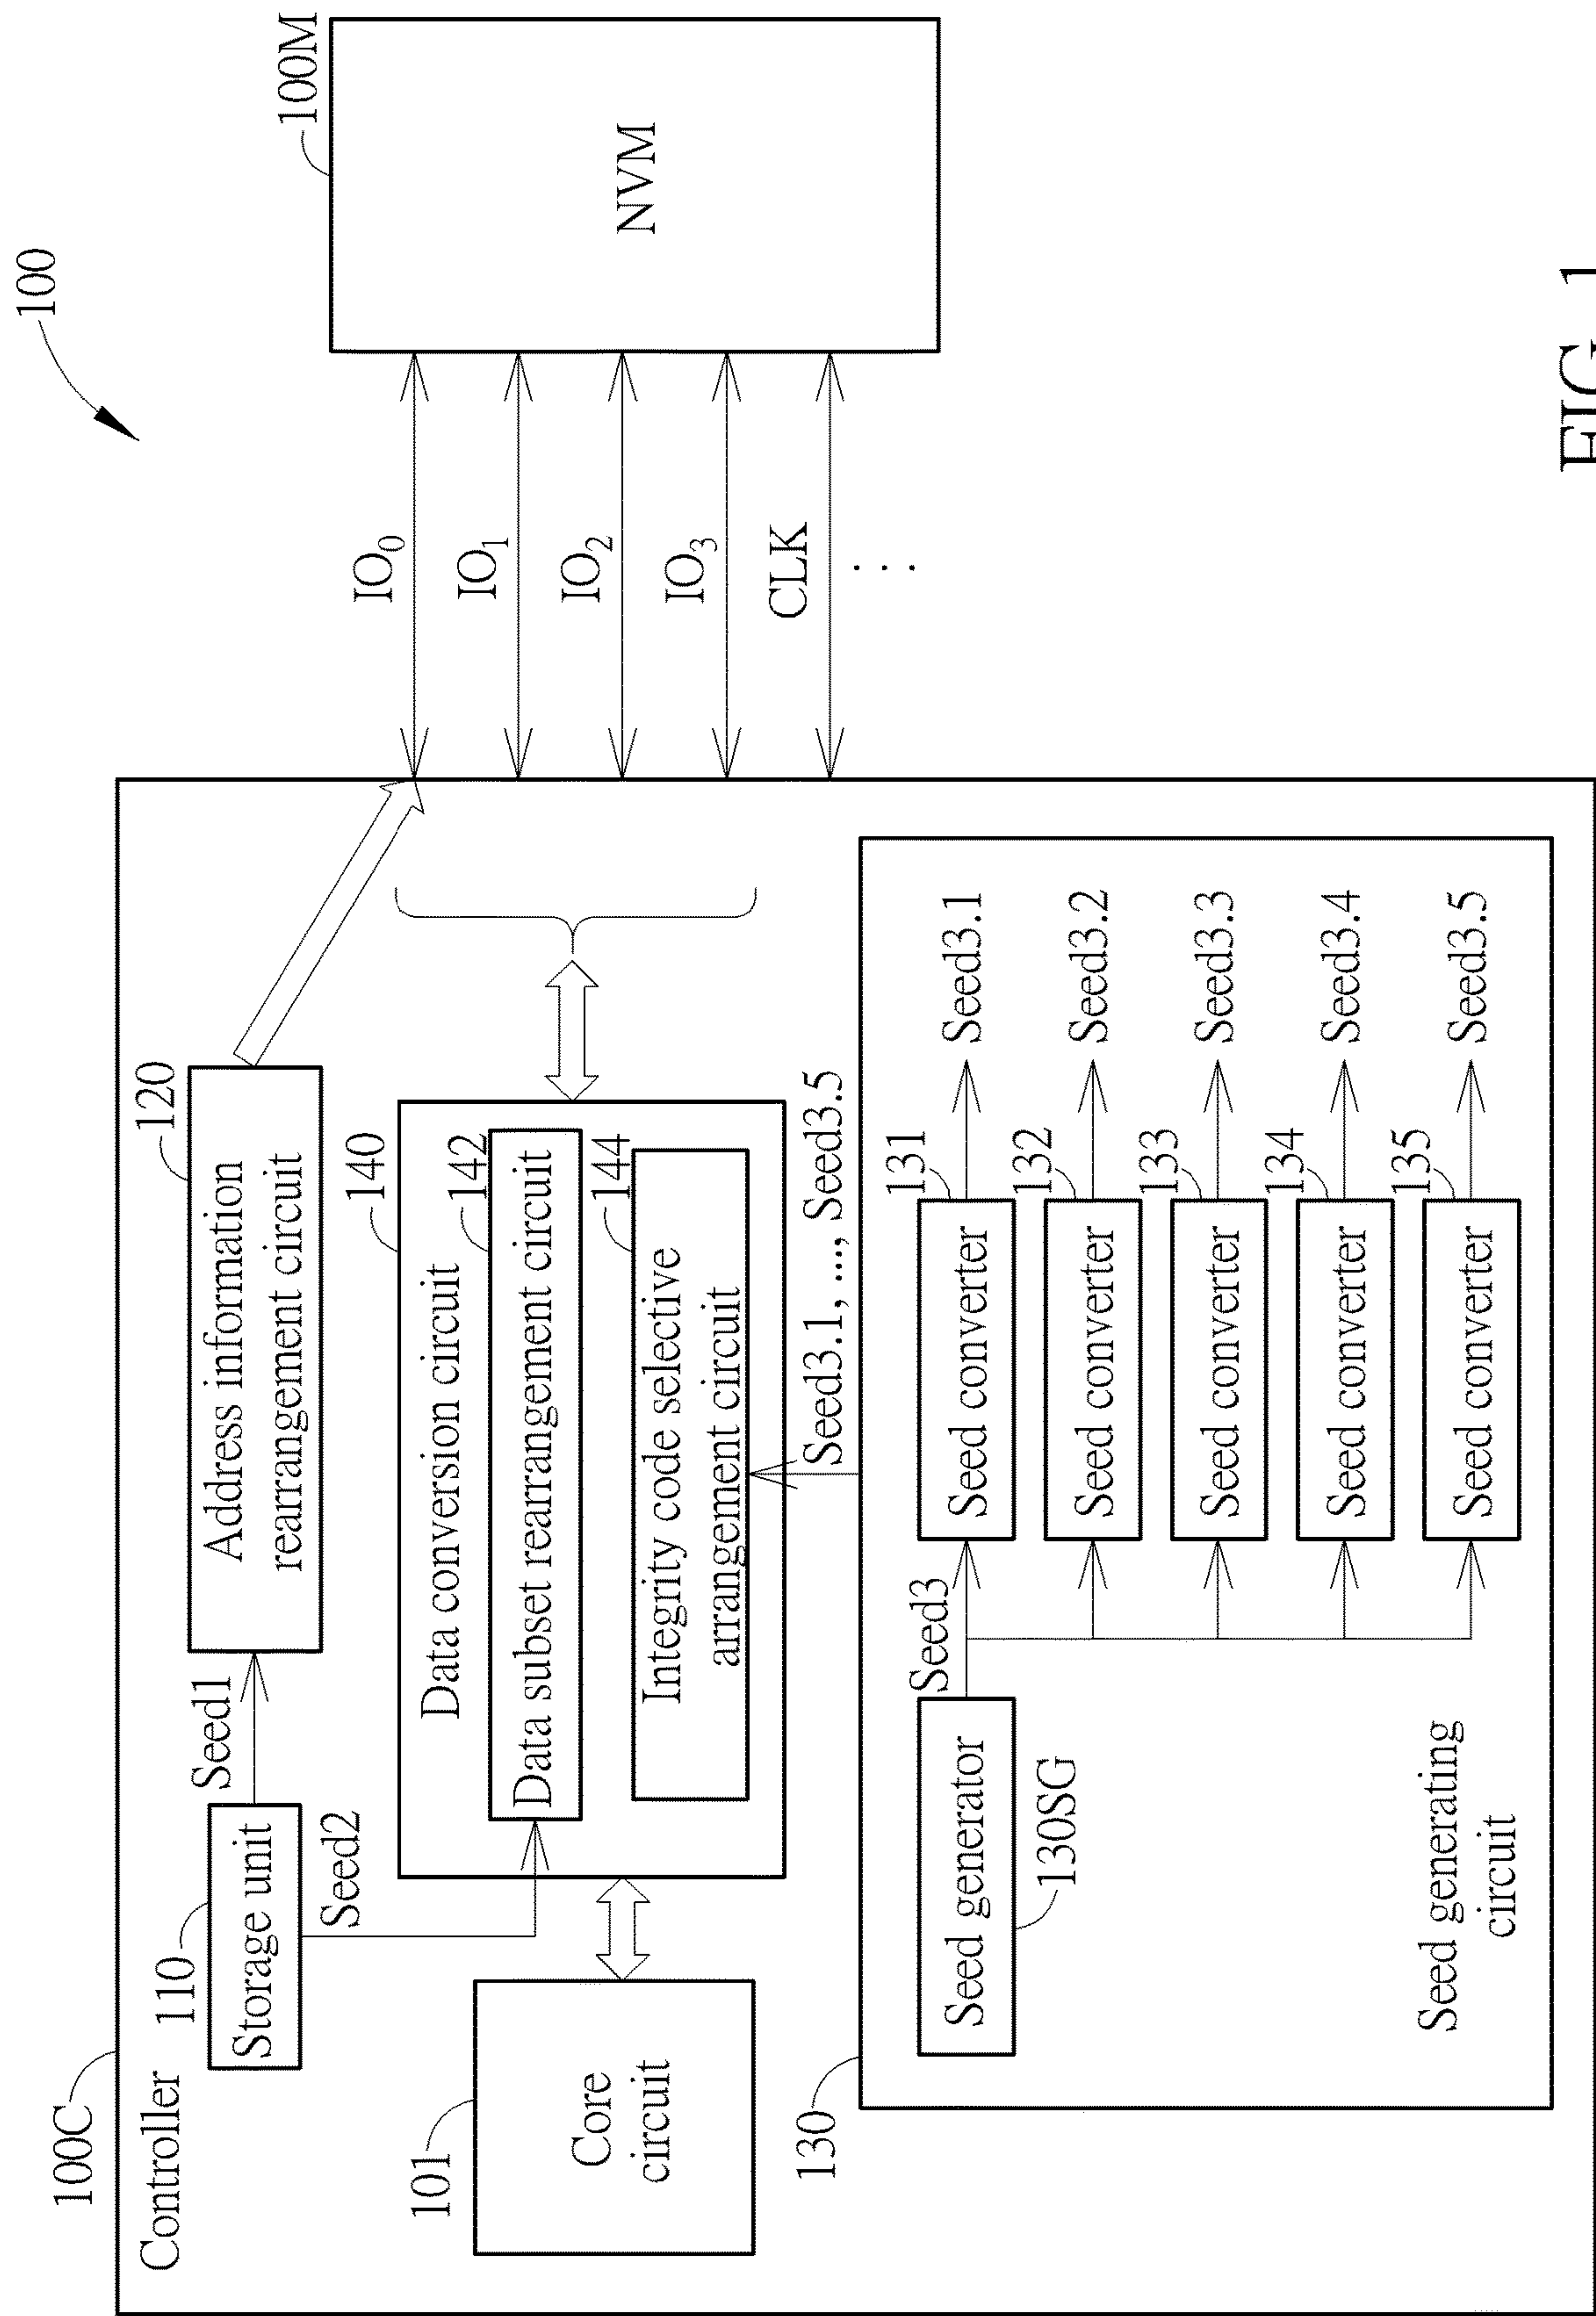 100
100C
Controller
110
Storage unit
Seed1
120
Address information
rearrangement circuit
Seed2
101
Core
circuit
140
Data conversion circuit
142
Data subset rearrangement circuit
144
Integrity code selective
arrangement circuit
Seed3.1, ..., Seed3.5
IO0
IO1
IO2
IO3
CLK
...
100M
NVM
130
Seed generator
130SG
Seed3
131
Seed converter
Seed3.1
132
Seed converter
Seed3.2
133
Seed converter
Seed3.3
134
Seed converter
Seed3.4
135
Seed converter
Seed3.5
Seed generating
circuit
FIG. 1